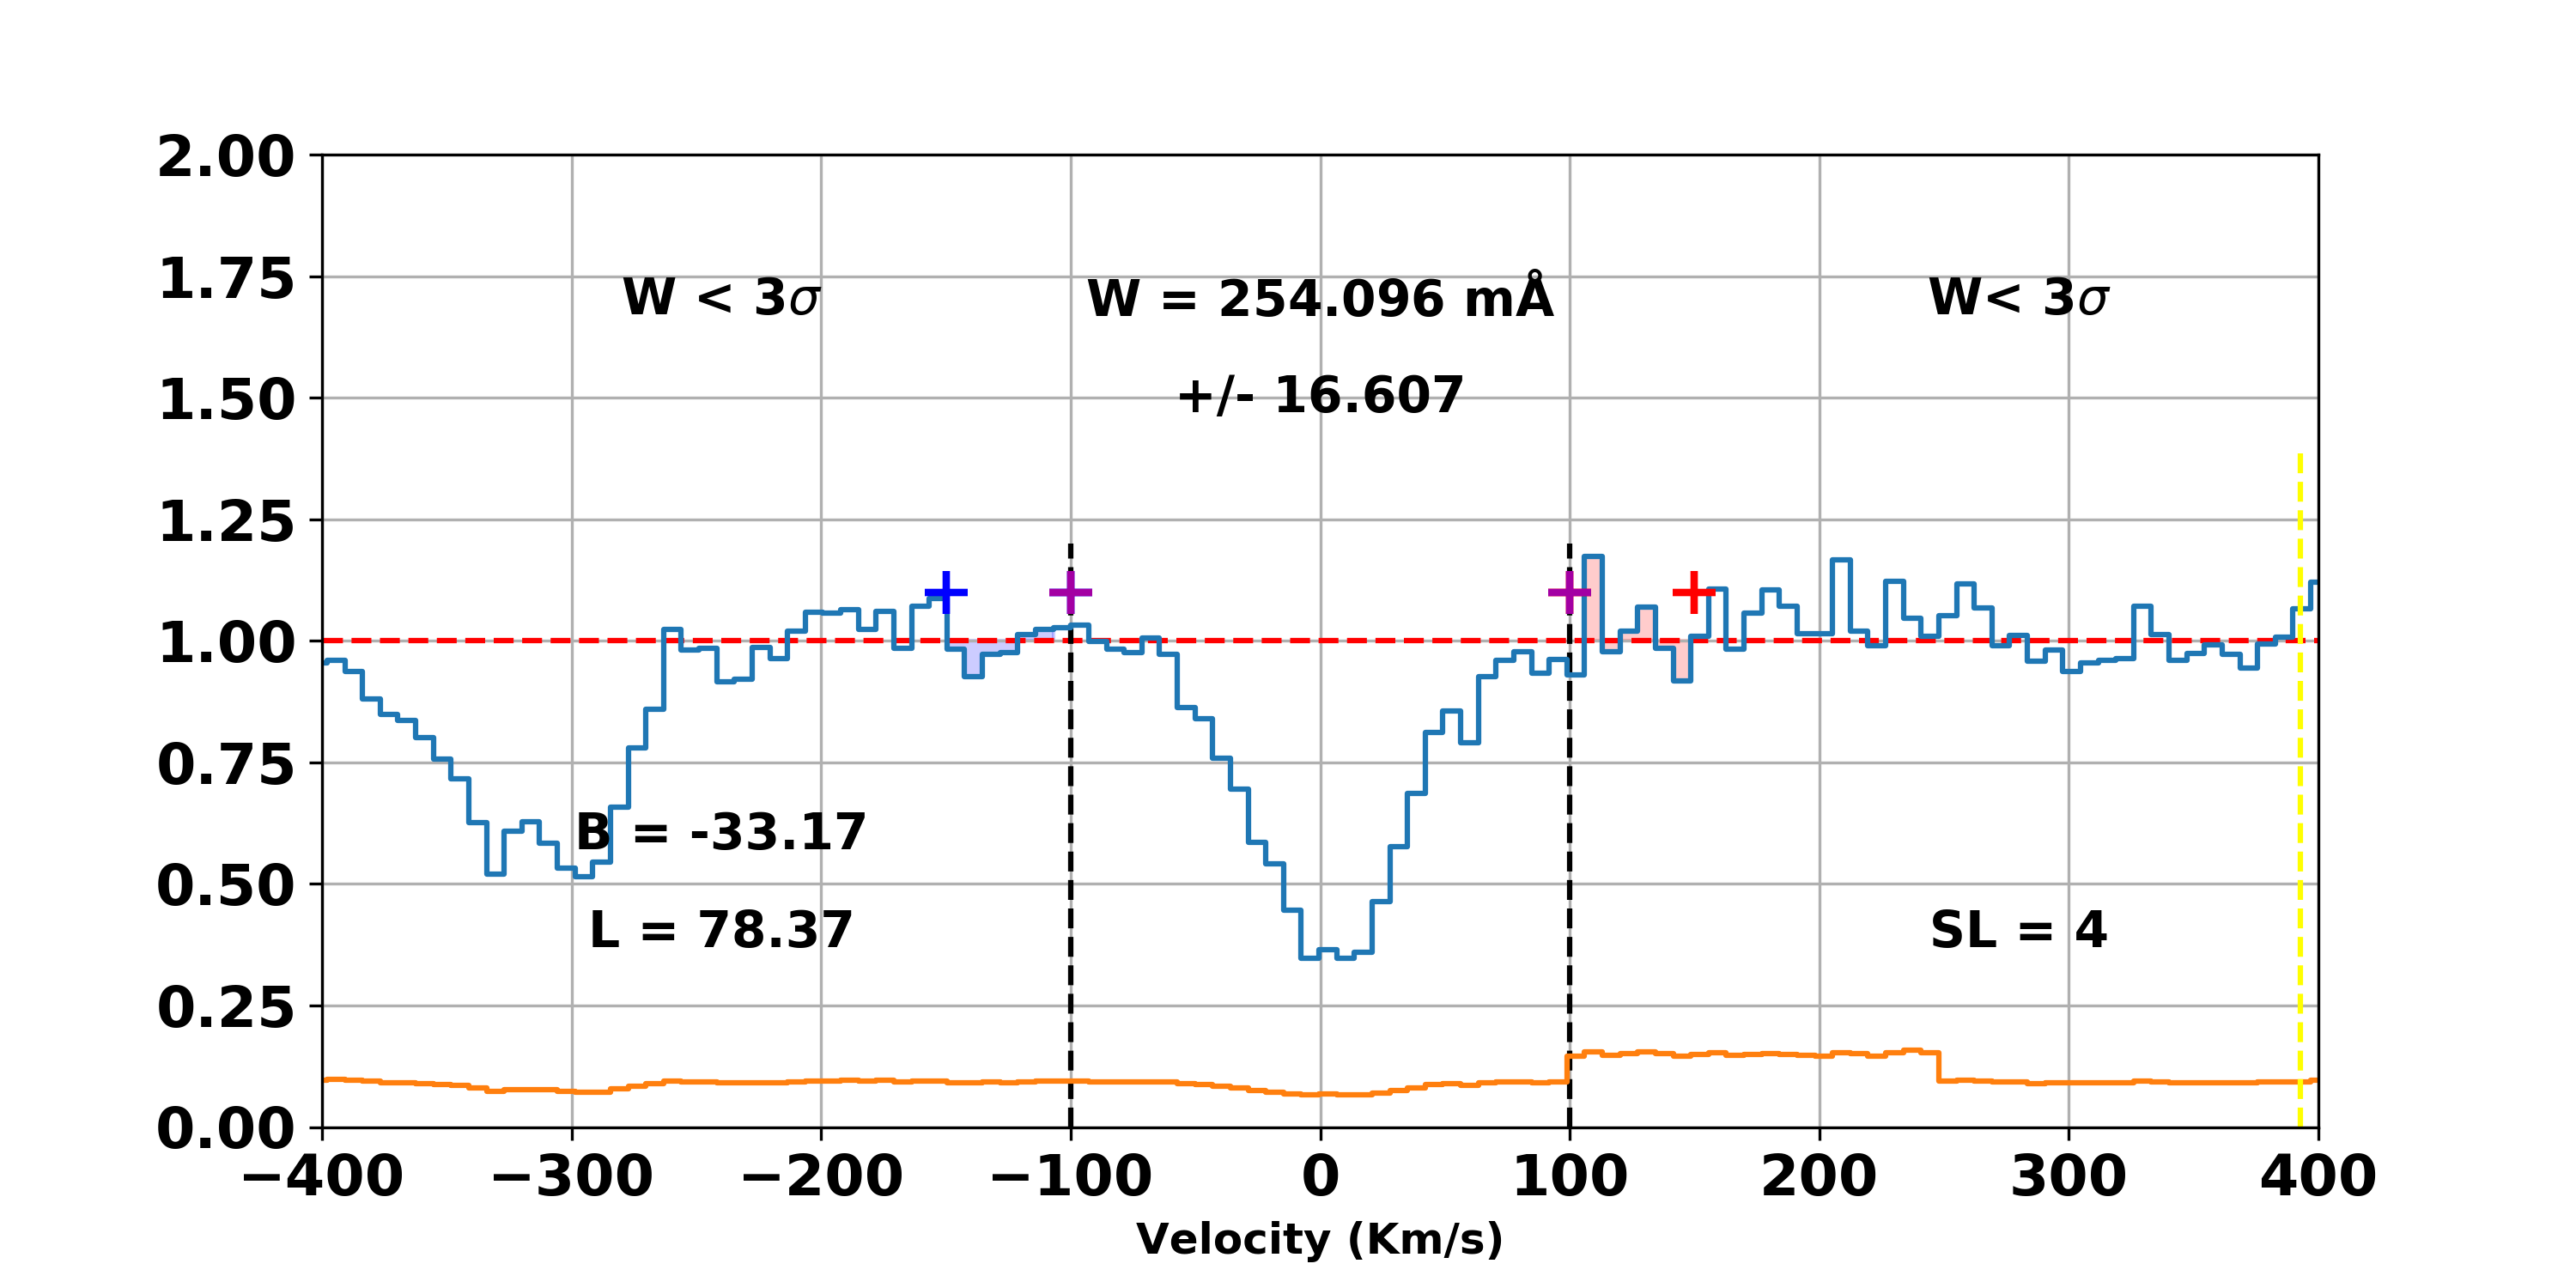 2.00
1.75
W < 3σ
W = 254.096 mÅ
W< 3σ
1.50
+/- 16.607
1.25
1.00
0.75
B = -33.17
0.50
L = 78.37
SL = 4
0.25
0.00
−400 −300 −200 −100 0 100 200 300 400
Velocity (Km/s)